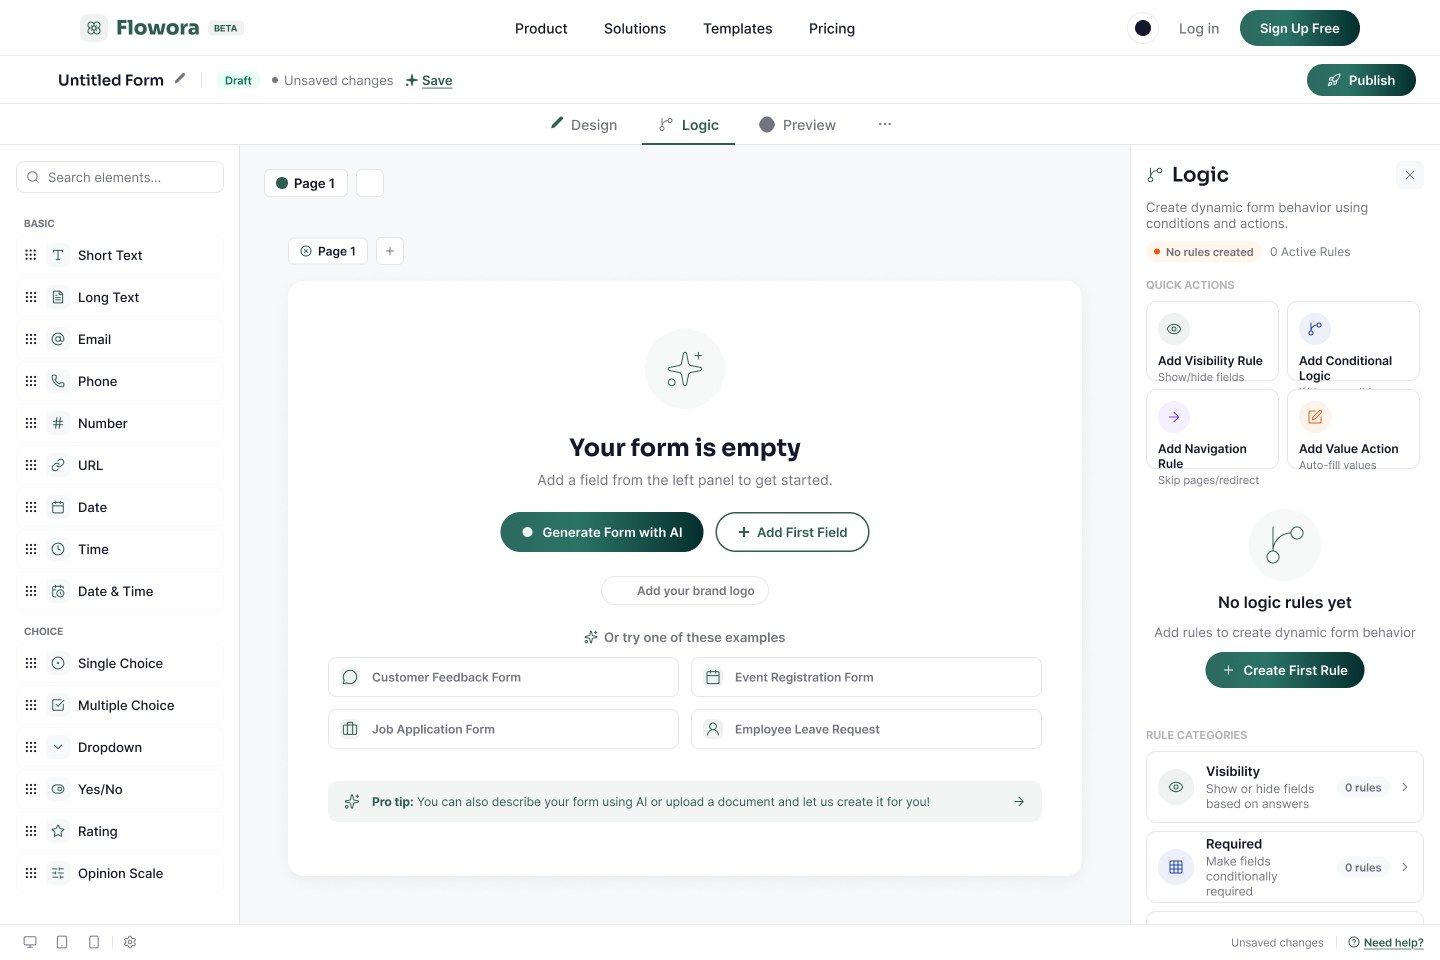 Flowora BETA
Product Solutions Templates Pricing
Log in
Sign Up Free
Untitled Form
Draft
Unsaved changes
Save
Publish
Design
Logic
Preview
Search elements...
BASIC
Short Text
Long Text
Email
Phone
Number
URL
Date
Time
Date & Time
CHOICE
Single Choice
Multiple Choice
Dropdown
Yes/No
Rating
Opinion Scale
Page 1
Page 1
Your form is empty
Add a field from the left panel to get started.
Generate Form with AI
Add First Field
Add your brand logo
Or try one of these examples
Customer Feedback Form
Event Registration Form
Job Application Form
Employee Leave Request
Pro tip: You can also describe your form using AI or upload a document and let us create it for you!
Logic
Create dynamic form behavior using
conditions and actions.
No rules created
0 Active Rules
QUICK ACTIONS
Add Visibility Rule
Show/hide fields
Add Conditional
Logic
Add Navigation
Rule
Skip pages/redirect
Add Value Action
Auto-fill values
No logic rules yet
Add rules to create dynamic form behavior
Create First Rule
RULE CATEGORIES
Visibility
Show or hide fields
based on answers
0 rules
Required
Make fields
conditionally
required
0 rules
Unsaved changes
Need help?